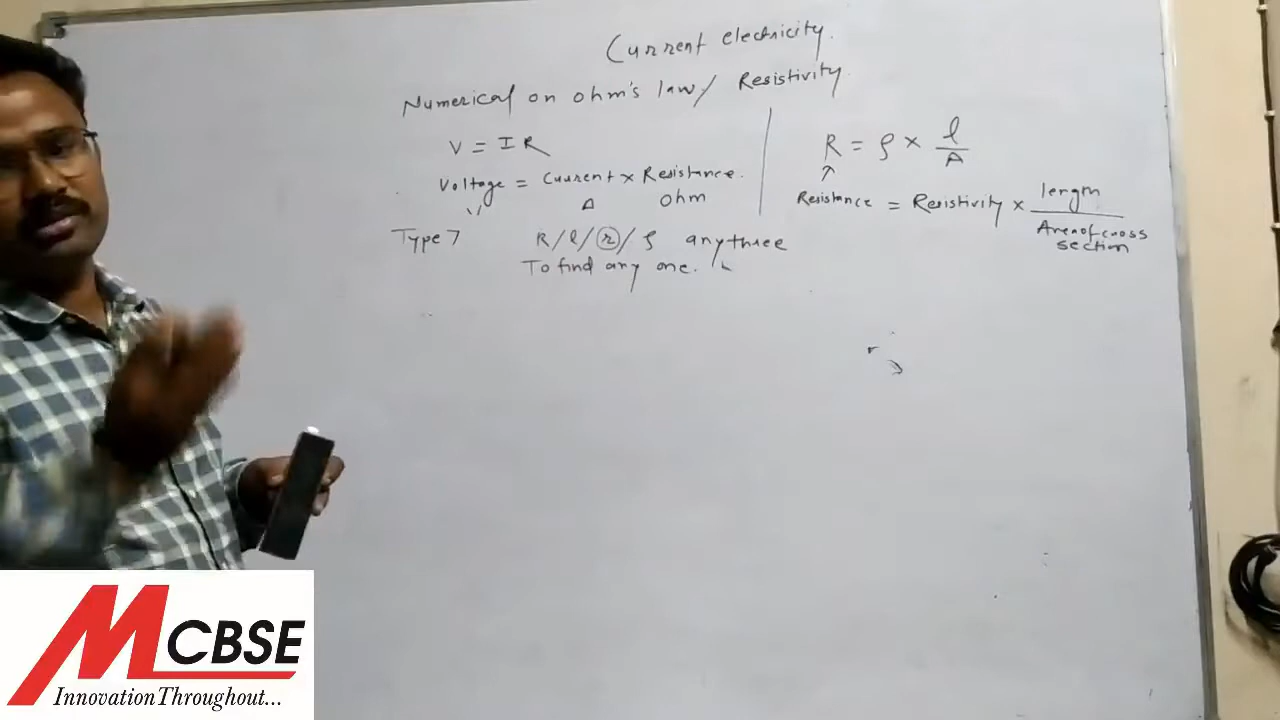 Current electricity.
Numerical on ohm's law/ Resistivity
V = IR
Voltage = Current × Resistance.
A ohm
V
R = ρ × l/A
↑
Resistance = Resistivity × length/Area of cross section
Type 7 R/l/r/ρ any three
To find any one.
MCBSE
Innovation Throughout...